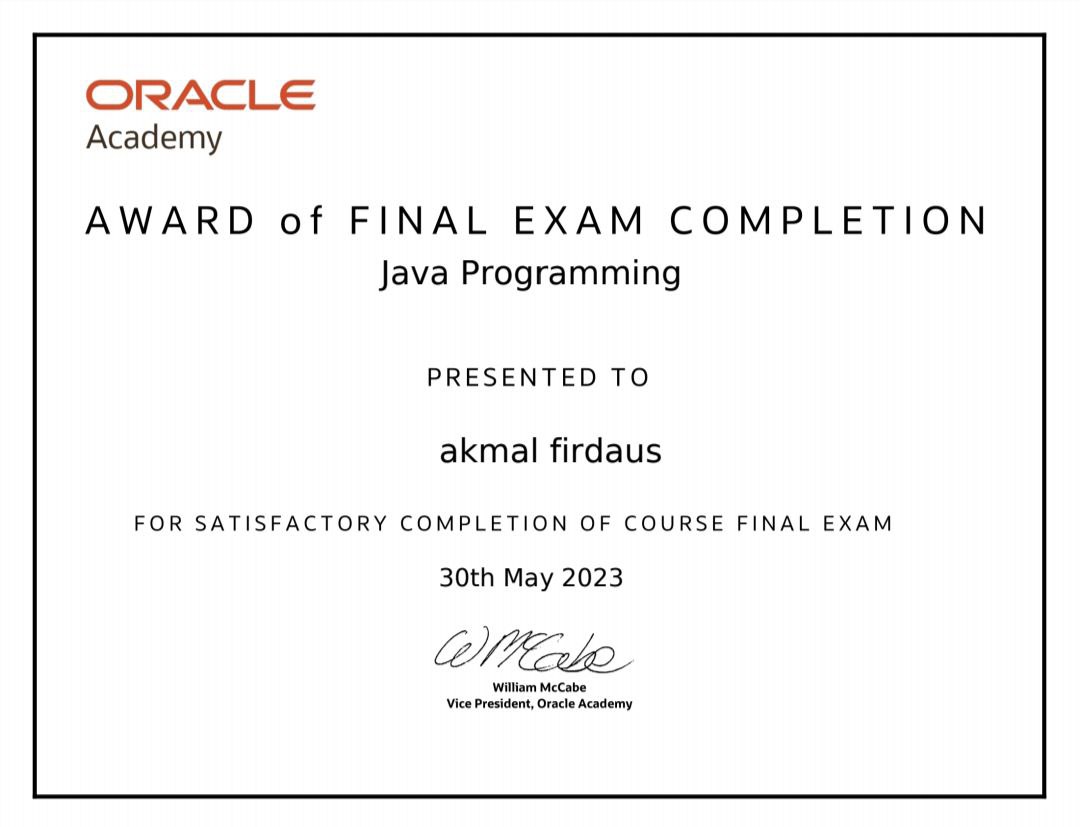 ORACLE
Academy
AWARD of FINAL EXAM COMPLETION
Java Programming
PRESENTED TO
akmal firdaus
FOR SATISFACTORY COMPLETION OF COURSE FINAL EXAM
30th May 2023
W McCabe
William McCabe
Vice President, Oracle Academy